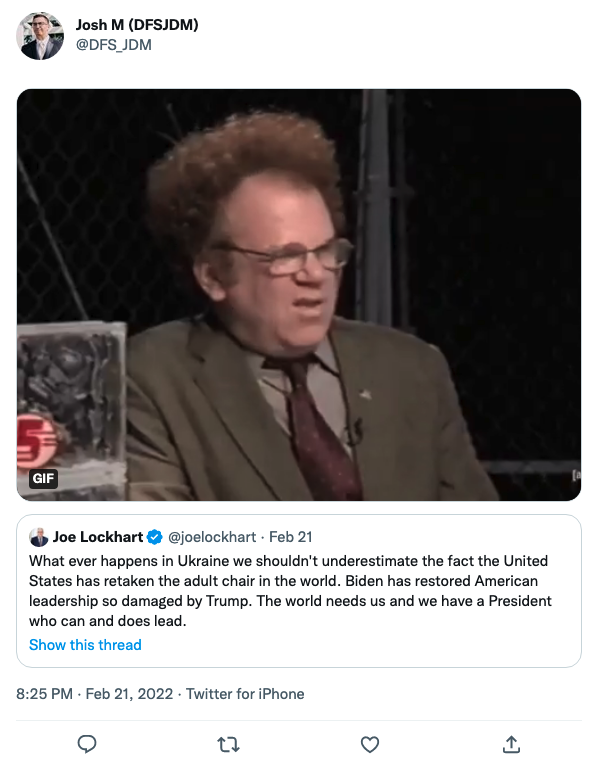 Josh M (DFSJDM)
@DFS_JDM
5
GIF
[a
Joe Lockhart @joelockhart · Feb 21
What ever happens in Ukraine we shouldn't underestimate the fact the United
States has retaken the adult chair in the world. Biden has restored American
leadership so damaged by Trump. The world needs us and we have a President
who can and does lead.
Show this thread
8:25 PM · Feb 21, 2022 · Twitter for iPhone